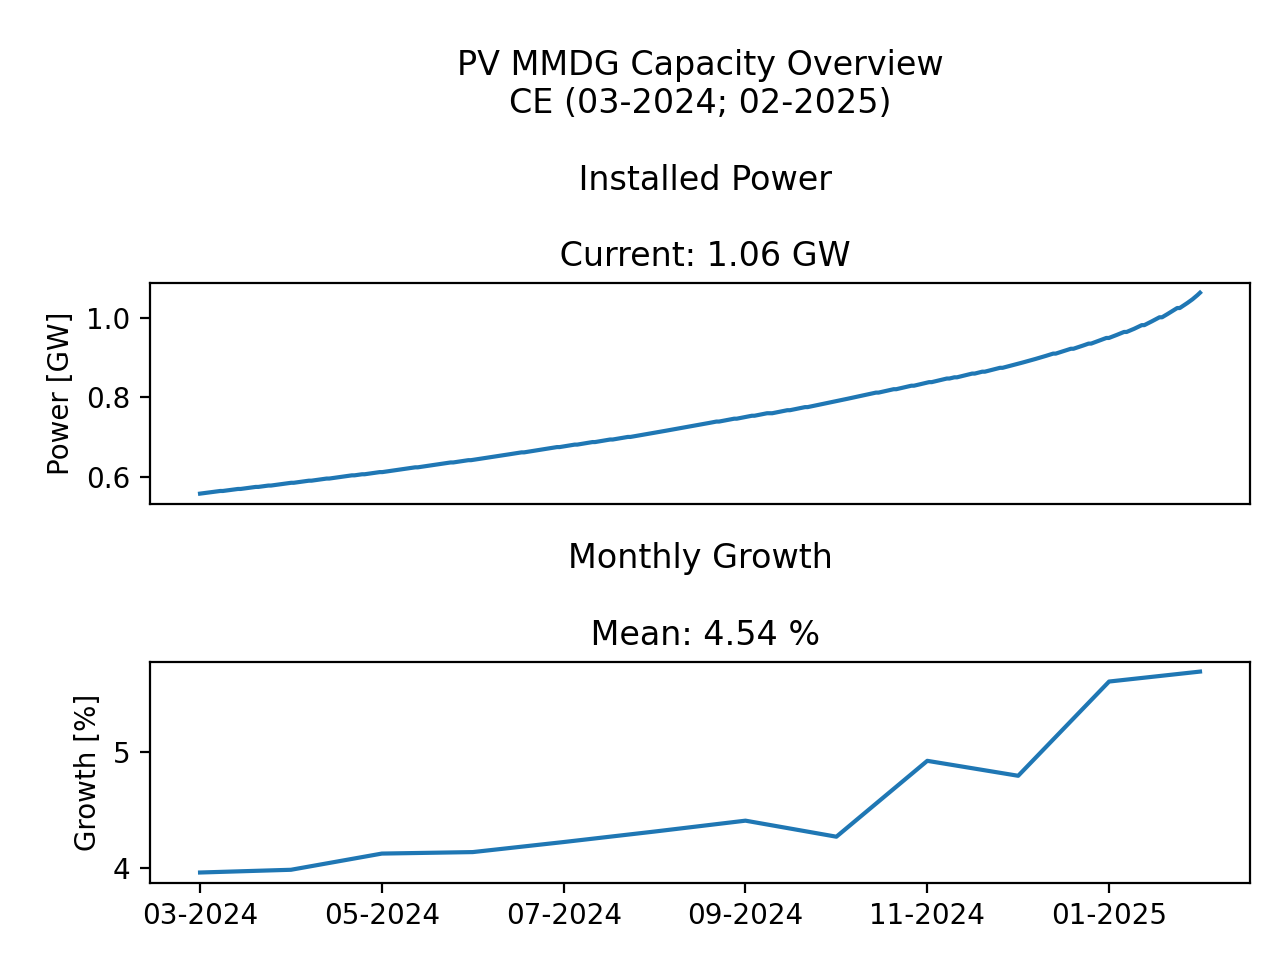 PV MMDG Capacity Overview
CE (03-2024; 02-2025)
Installed Power
Current: 1.06 GW
Power [GW]
1.0
0.8
0.6
Monthly Growth
Mean: 4.54 %
Growth [%]
5
4
03-2024 05-2024 07-2024 09-2024 11-2024 01-2025